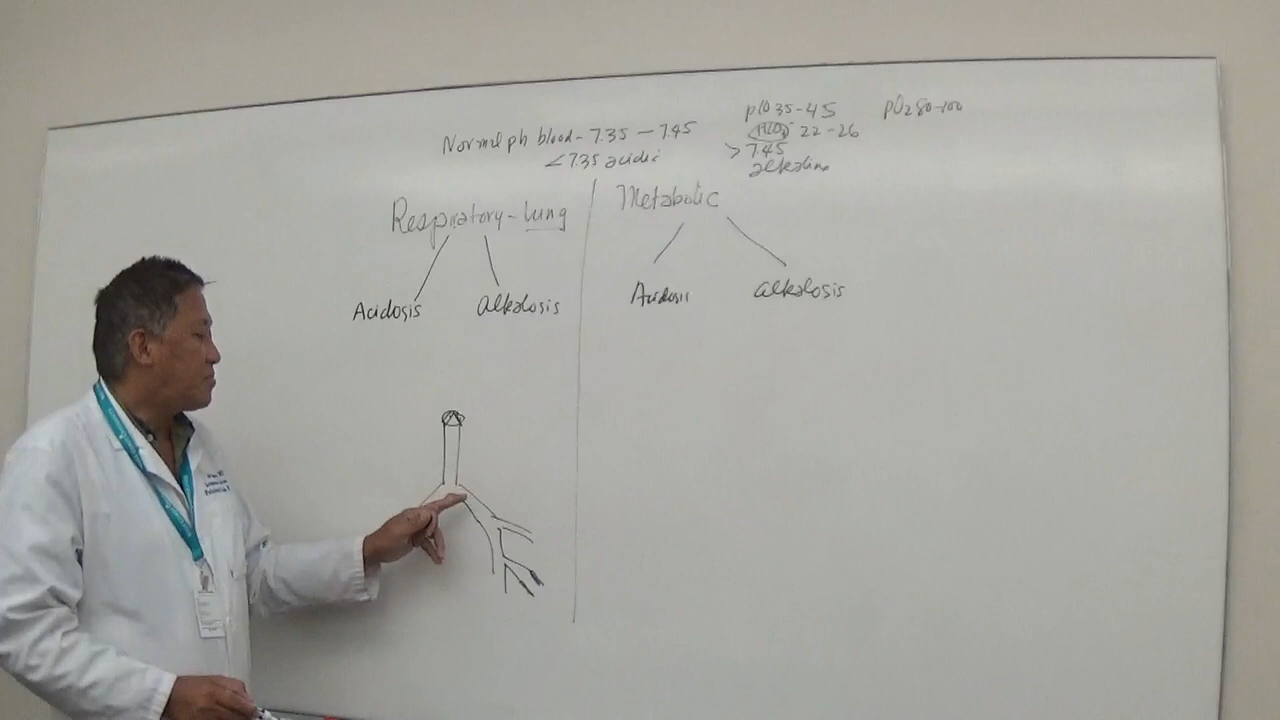 Normal ph blood - 7.35 - 7.45
<7.35 acidic
pCO 35-45
HCO3 22-26
>7.45
alkaline
pO2 80-100
Respiratory - lung
Acidosis
alkalosis
Metabolic
Acidosis
alkalosis